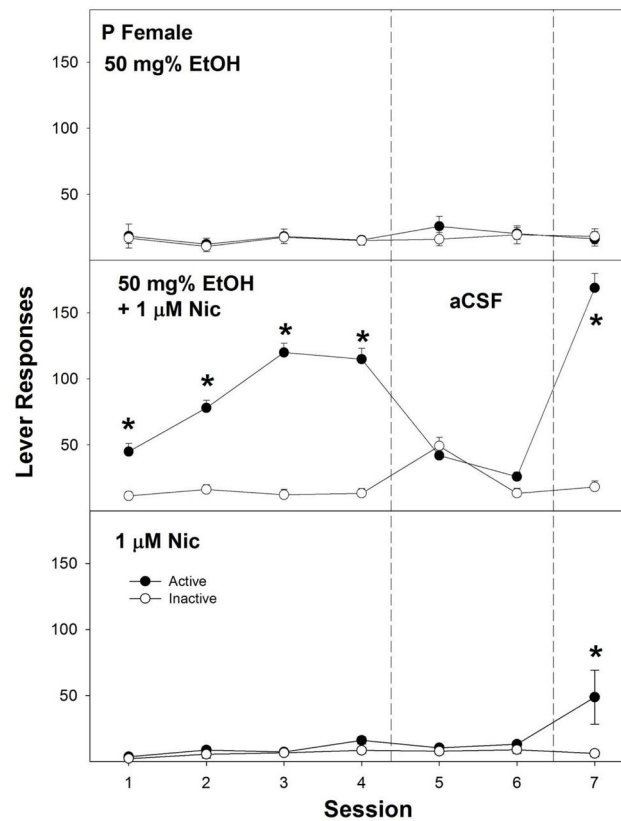 P Female
50 mg% EtOH
150
100
50
50 mg% EtOH
+ 1 μM Nic
aCSF
*
*
*
*
*
150
100
50
Lever Responses
1 μM Nic
Active
Inactive
*
150
100
50
1 2 3 4 5 6 7
Session